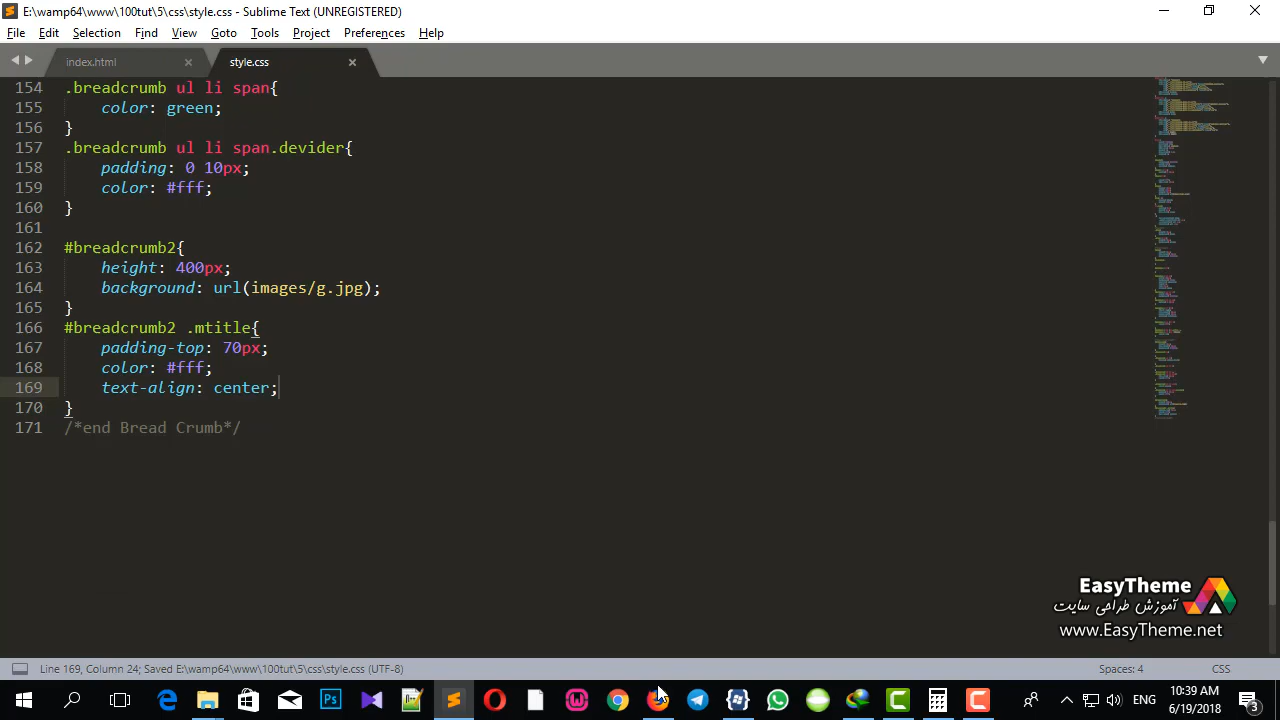 E:\wamp64\www\100tut\5\css\style.css - Sublime Text (UNREGISTERED)
File Edit Selection Find View Goto Tools Project Preferences Help
index.html style.css
154 .breadcrumb ul li span{
155 color: green;
156 }
157 .breadcrumb ul li span.devider{
158 padding: 0 10px;
159 color: #fff;
160 }
161
162 #breadcrumb2{
163 height: 400px;
164 background: url(images/g.jpg);
165 }
166 #breadcrumb2 .mtitle{
167 padding-top: 70px;
168 color: #fff;
169 text-align: center;
170 }
171 /*end Bread Crumb*/
EasyTheme
آموزش طراحی سایت
www.EasyTheme.net
Line 169, Column 24; Saved E:\wamp64\www\100tut\5\css\style.css (UTF-8) Spaces: 4 CSS
Ps
ENG
10:39 AM
6/19/2018
3